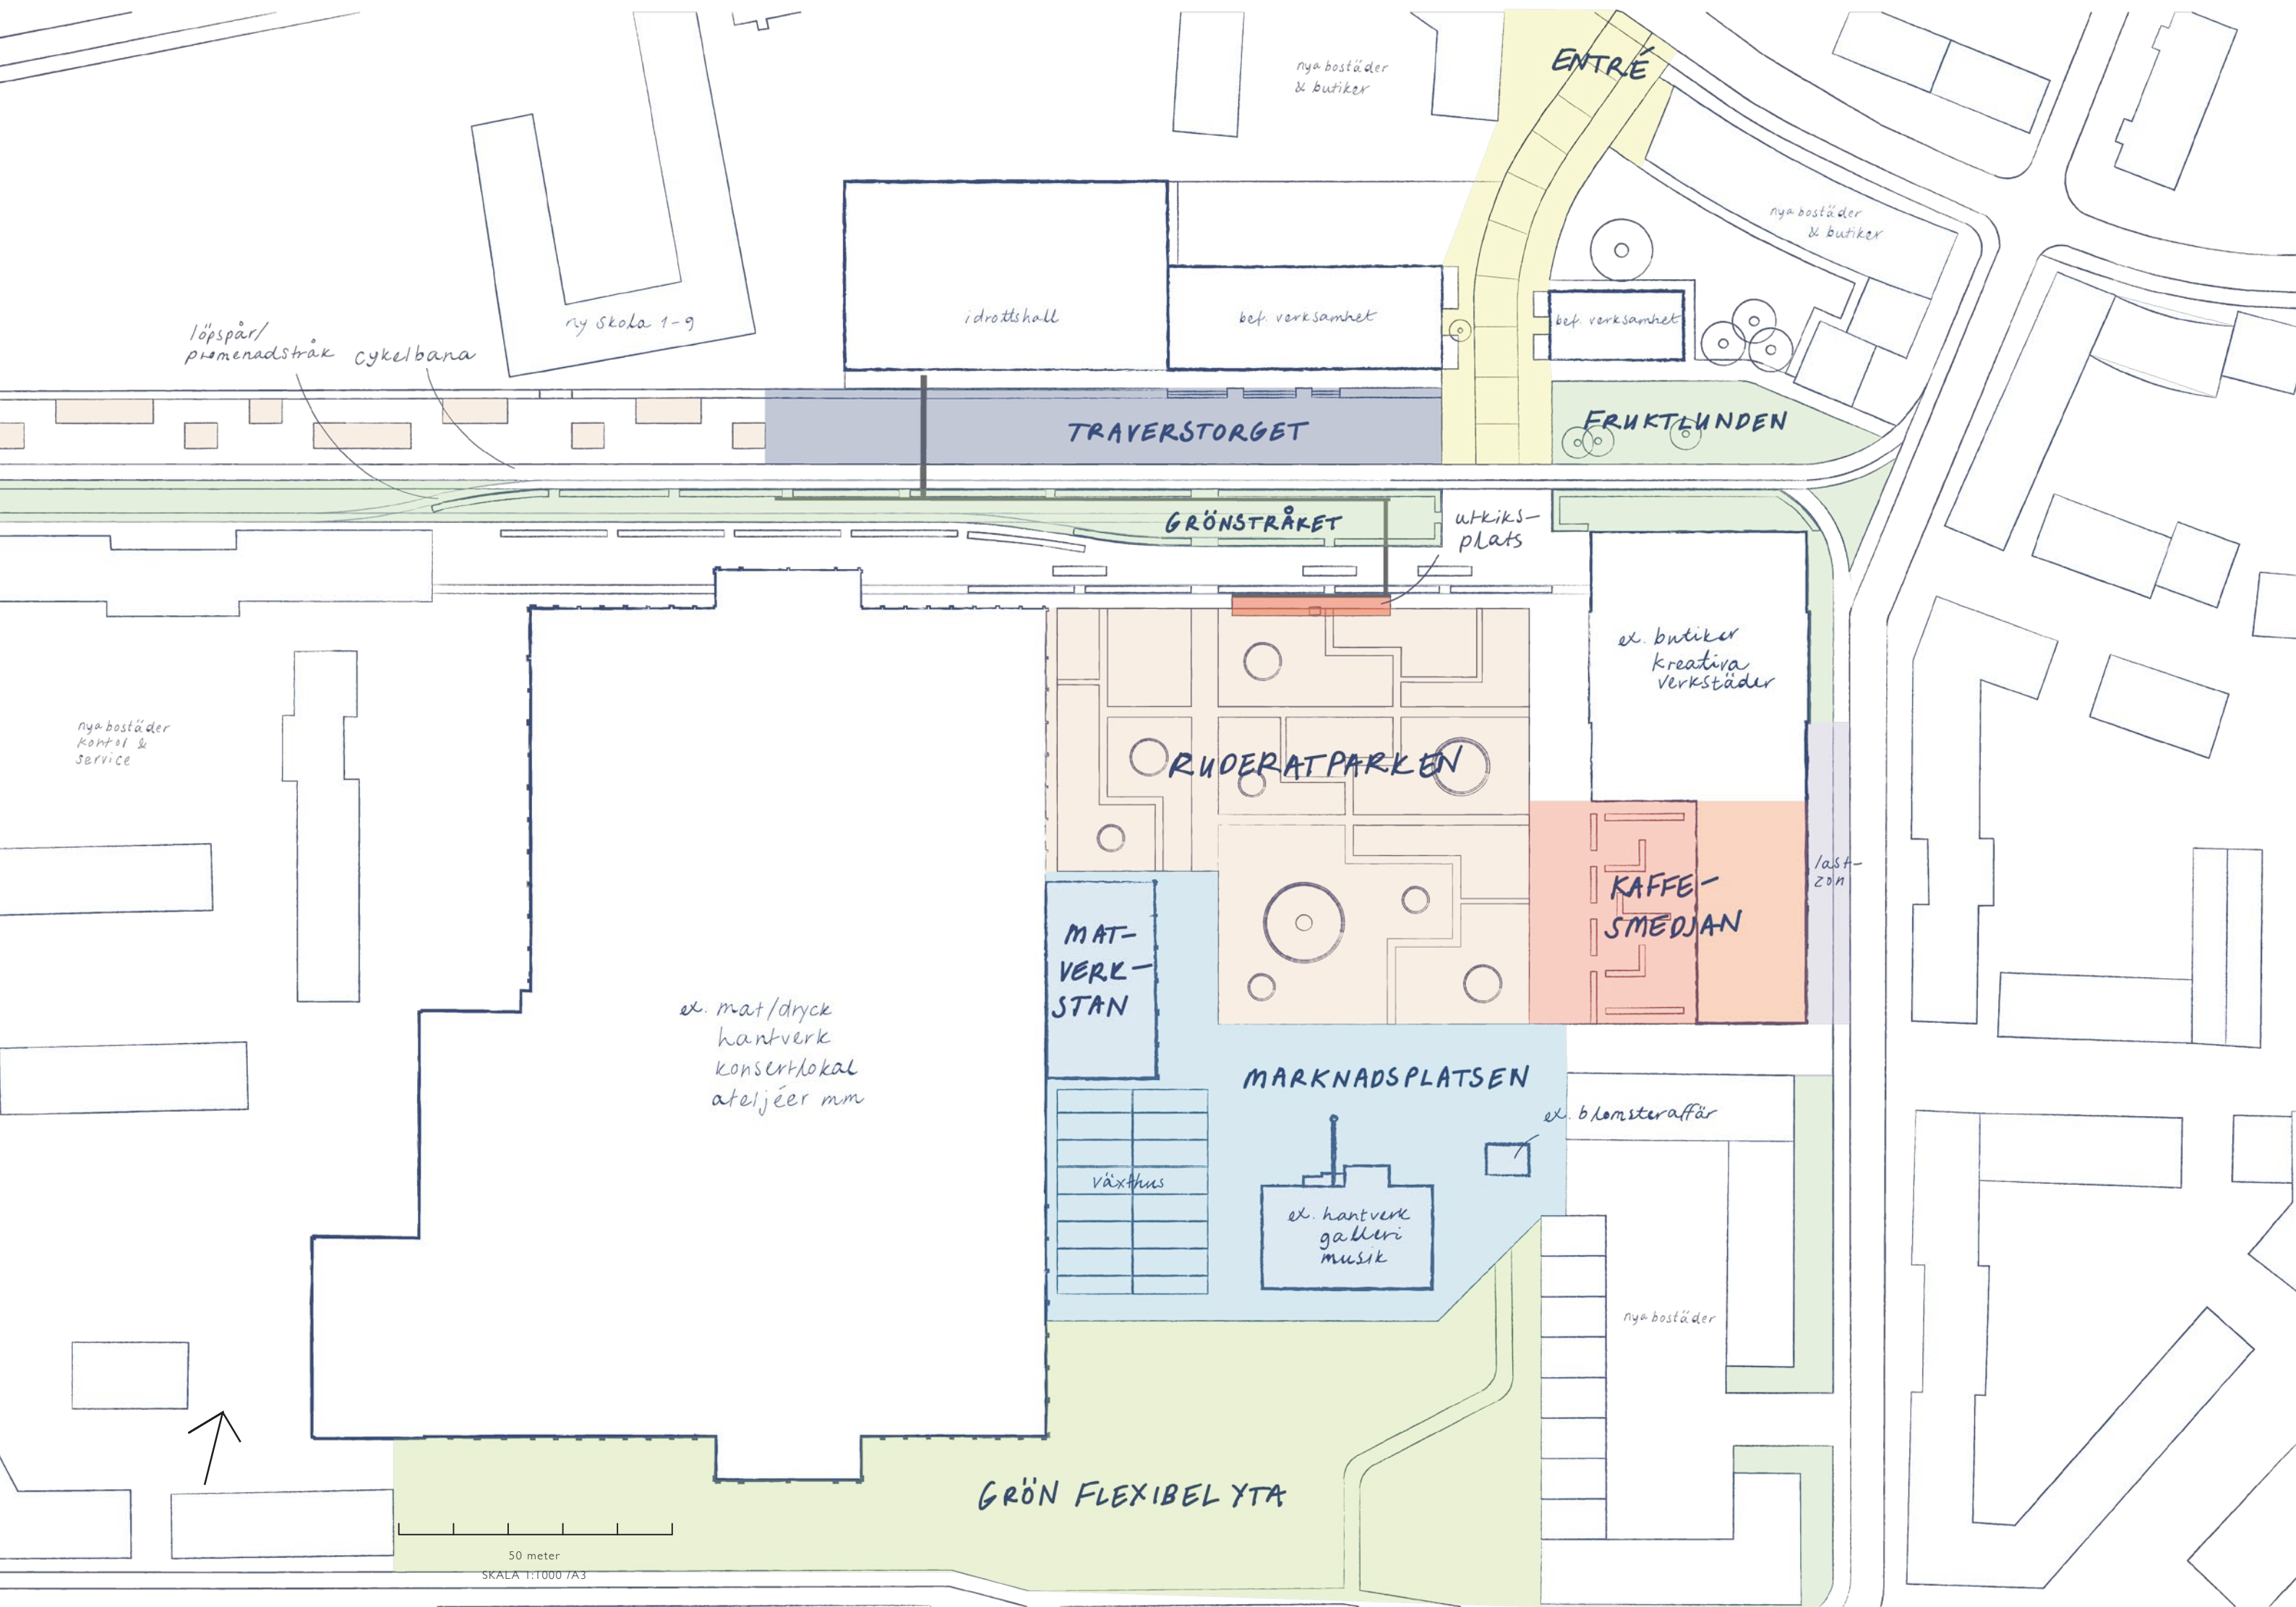 ENTRÉ
nya bostäder
& butiker
nya bostäder
& butiker
ny skola 1-9
idrottshall
bef. verksamhet
bef. verksamhet
löpspår/
promenadstråk
cykelbana
TRAVERSTORGET
FRUKTLUNDEN
GRÖNSTRÅKET
utkiks-
plats
ex. butiker
kreativa
verkstäder
nya bostäder
kontor &
service
RUDERATPARKEN
last-
zon
KAFFE-
SMEDJAN
MAT-
VERK-
STAN
ex. mat/dryck
hantverk
konsertlokal
ateljéer mm
MARKNADSPLATSEN
ex. blomsteraffär
växthus
ex. hantverk
galleri
musik
nya bostäder
GRÖN FLEXIBEL YTA
50 meter
SKALA 1:1000 /A3